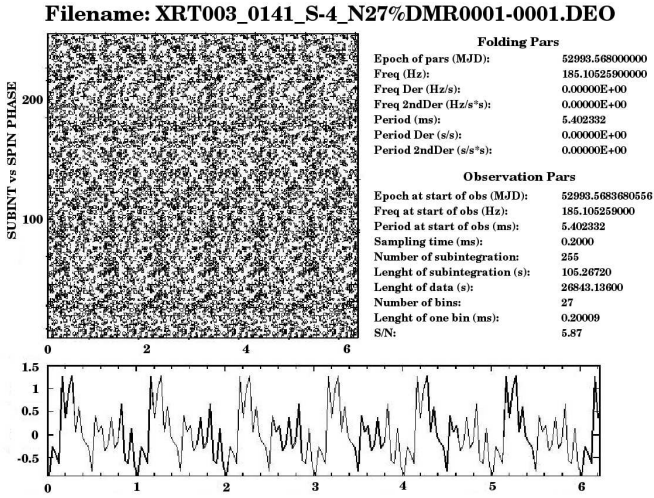 Filename: XRT003_0141_S-4_N27%DMR0001-0001.DEO
Folding Pars
Epoch of pars (MJD): 52993.568000000
Freq (Hz): 185.10525900000
Freq Der (Hz/s): 0.00000E+00
Freq 2ndDer (Hz/s*s): 0.00000E+00
Period (ms): 5.402332
Period Der (s/s): 0.00000E+00
Period 2ndDer (s/s*s): 0.00000E+00
Observation Pars
Epoch at start of obs (MJD): 52993.5683680556
Freq at start of obs (Hz): 185.105259000
Period at start of obs (ms): 5.402332
Sampling time (ms): 0.2000
Number of subintegration: 255
Lenght of subintegration (s): 105.26720
Lenght of data (s): 26843.13600
Number of bins: 27
Lenght of one bin (ms): 0.20009
S/N: 5.87
SUBINT vs SPIN PHASE
200
100
0 2 4 6
1.5
1
0.5
0
-0.5
0 1 2 3 4 5 6